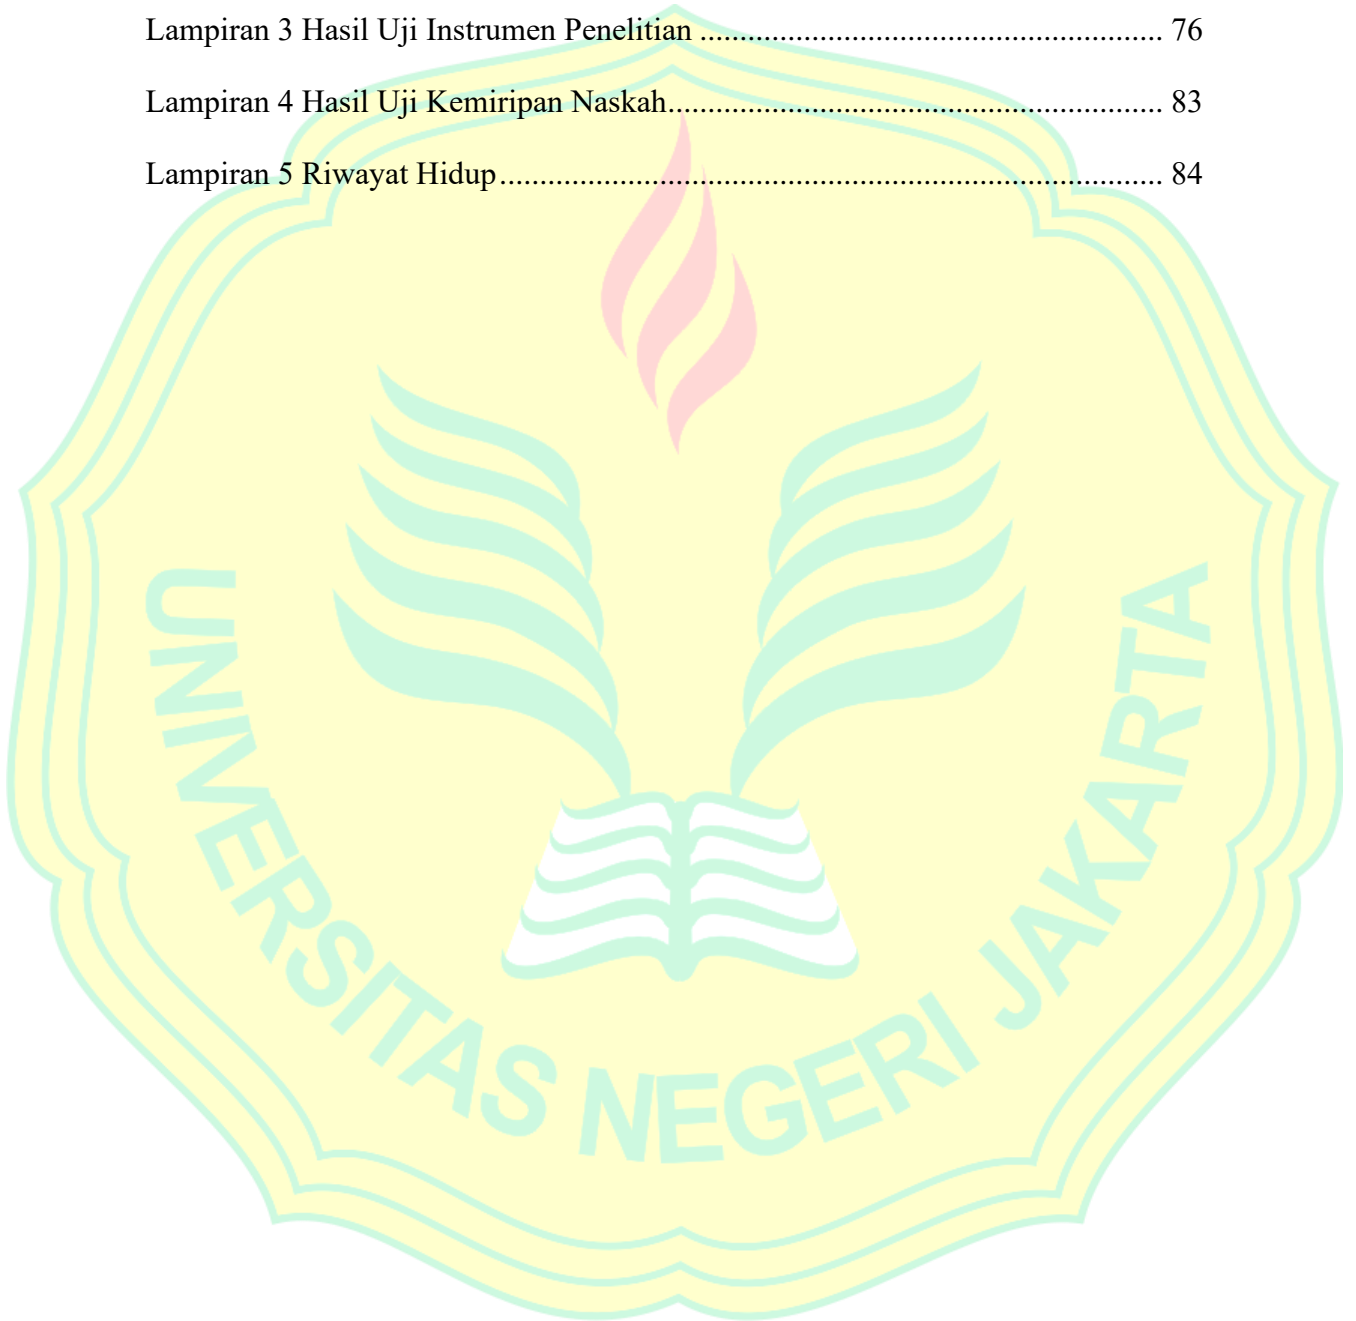 Lampiran 3 Hasil Uji Instrumen Penelitian ........................................................ 76
Lampiran 4 Hasil Uji Kemiripan Naskah............................................................ 83
Lampiran 5 Riwayat Hidup................................................................................. 84
UNIVERSITAS NEGERI JAKARTA